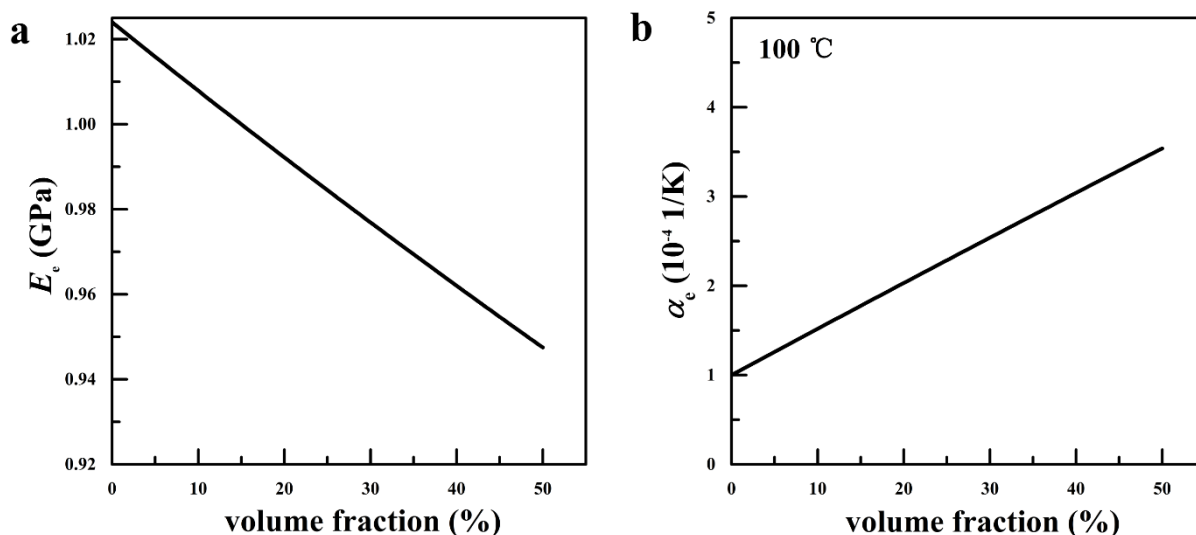 a
1.02
1.00
0.98
0.96
0.94
0.92
E_e (GPa)
0 10 20 30 40 50
volume fraction (%)
b
100 ℃
5
4
3
2
1
0
α_e (10⁻⁴ 1/K)
0 10 20 30 40 50
volume fraction (%)